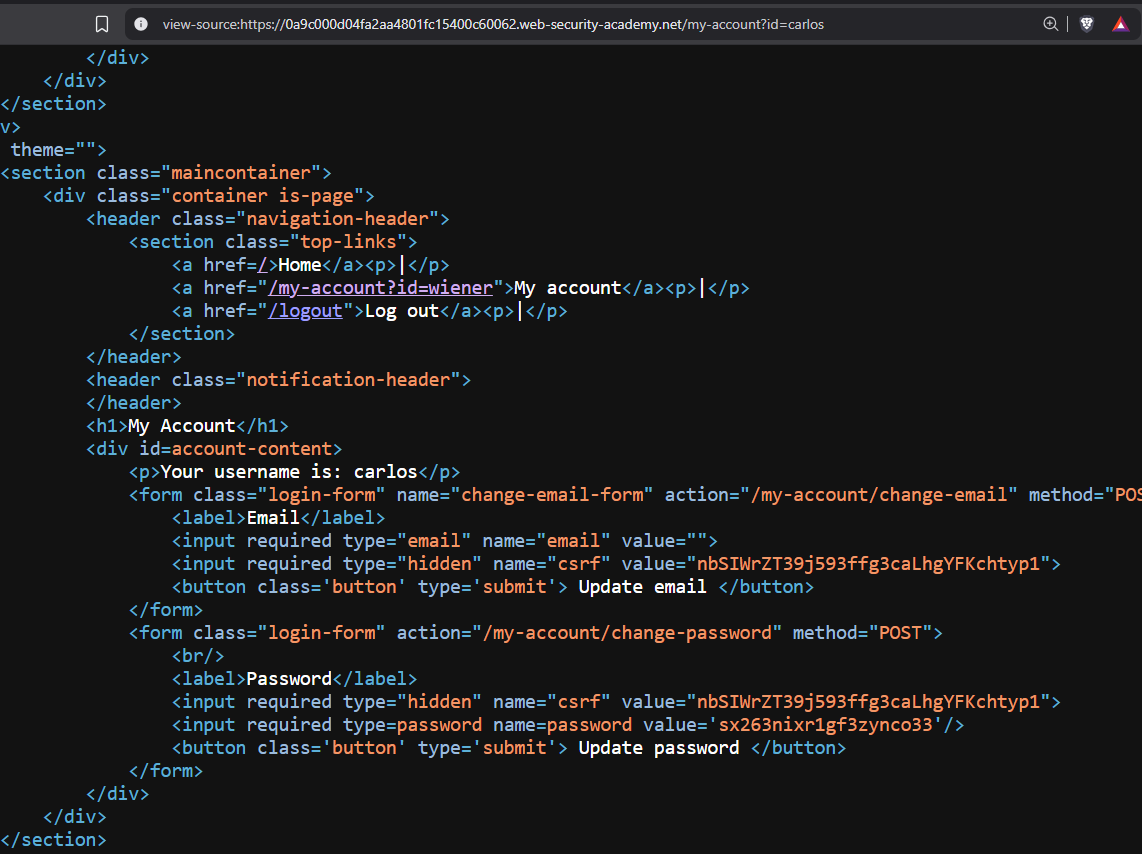 view-source:https://0a9c000d04fa2aa4801fc15400c60062.web-security-academy.net/my-account?id=carlos
</div>
</div>
</section>
v>
theme="">
<section class="maincontainer">
<div class="container is-page">
<header class="navigation-header">
<section class="top-links">
<a href=/>Home</a><p>|</p>
<a href="/my-account?id=wiener">My account</a><p>|</p>
<a href="/logout">Log out</a><p>|</p>
</section>
</header>
<header class="notification-header">
</header>
<h1>My Account</h1>
<div id=account-content>
<p>Your username is: carlos</p>
<form class="login-form" name="change-email-form" action="/my-account/change-email" method="POS
<label>Email</label>
<input required type="email" name="email" value="">
<input required type="hidden" name="csrf" value="nbSIWrZT39j593ffg3caLhgYFKchtyp1">
<button class='button' type='submit'> Update email </button>
</form>
<form class="login-form" action="/my-account/change-password" method="POST">
<br/>
<label>Password</label>
<input required type="hidden" name="csrf" value="nbSIWrZT39j593ffg3caLhgYFKchtyp1">
<input required type=password name=password value='sx263nixr1gf3zynco33'/>
<button class='button' type='submit'> Update password </button>
</form>
</div>
</div>
</section>